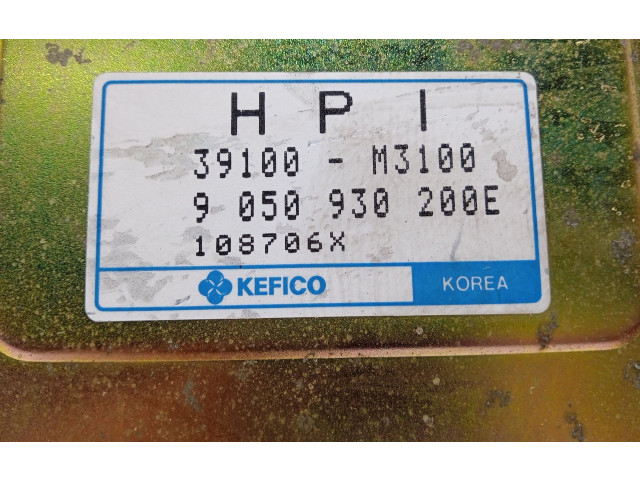 H P I
39100 - M3100
9 050 930 200E
108706X
KEFICO KOREA